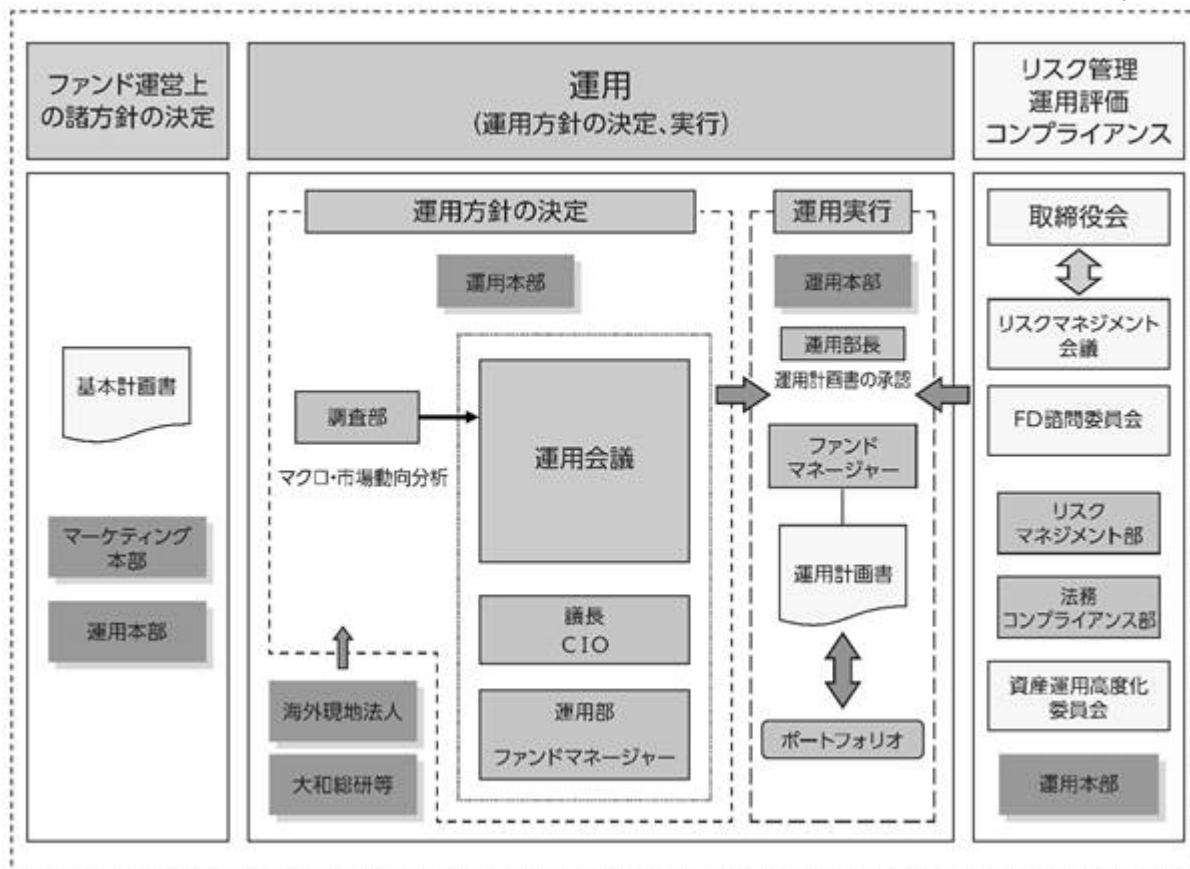 ファンド運営上
の諸方針の決定
運用
(運用方針の決定、実行)
リスク管理
運用評価
コンプライアンス
基本計画書
マーケティング
本部
運用本部
運用方針の決定
運用本部
調査部
マクロ・市場動向分析
運用会議
議長
CIO
運用部
ファンドマネージャー
海外現地法人
大和総研等
運用実行
運用本部
運用部長
運用計画書の承認
ファンド
マネージャー
運用計画書
ポートフォリオ
取締役会
リスクマネジメント
会議
FD諮問委員会
リスク
マネジメント部
法務
コンプライアンス部
資産運用高度化
委員会
運用本部